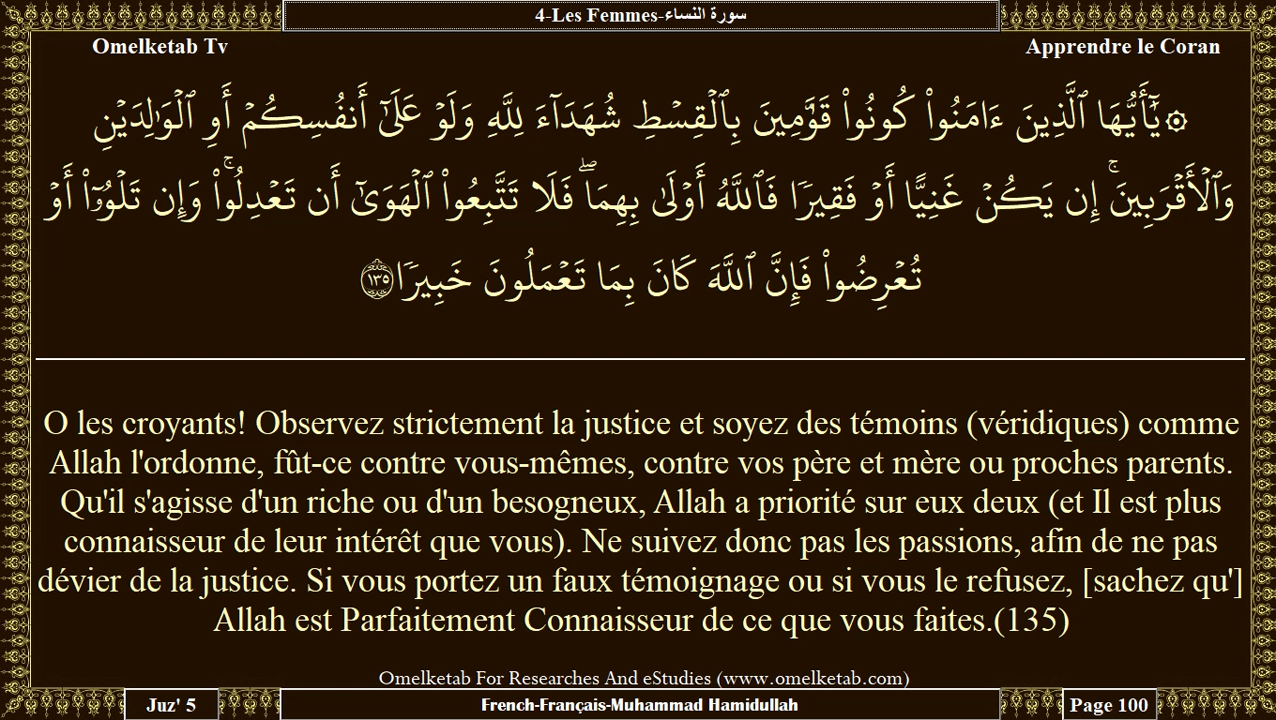 4-Les Femmes-سورة النساء
Omelketab Tv
Apprendre le Coran
۞يَٰٓأَيُّهَا ٱلَّذِينَ ءَامَنُوا۟ كُونُوا۟ قَوَّٰمِينَ بِٱلْقِسْطِ شُهَدَآءَ لِلَّهِ وَلَوْ عَلَىٰٓ أَنفُسِكُمْ أَوِ ٱلْوَٰلِدَيْنِ
وَٱلْأَقْرَبِينَ ۚ إِن يَكُنْ غَنِيًّا أَوْ فَقِيرًا فَٱللَّهُ أَوْلَىٰ بِهِمَا ۖ فَلَا تَتَّبِعُوا۟ ٱلْهَوَىٰٓ أَن تَعْدِلُوا۟ ۚ وَإِن تَلْوُۥٓا۟ أَوْ
تُعْرِضُوا۟ فَإِنَّ ٱللَّهَ كَانَ بِمَا تَعْمَلُونَ خَبِيرًا ١٣٥
O les croyants! Observez strictement la justice et soyez des témoins (véridiques) comme
Allah l'ordonne, fût-ce contre vous-mêmes, contre vos père et mère ou proches parents.
Qu'il s'agisse d'un riche ou d'un besogneux, Allah a priorité sur eux deux (et Il est plus
connaisseur de leur intérêt que vous). Ne suivez donc pas les passions, afin de ne pas
dévier de la justice. Si vous portez un faux témoignage ou si vous le refusez, [sachez qu']
Allah est Parfaitement Connaisseur de ce que vous faites.(135)
Omelketab For Researches And eStudies (www.omelketab.com)
Juz' 5
French-Français-Muhammad Hamidullah
Page 100